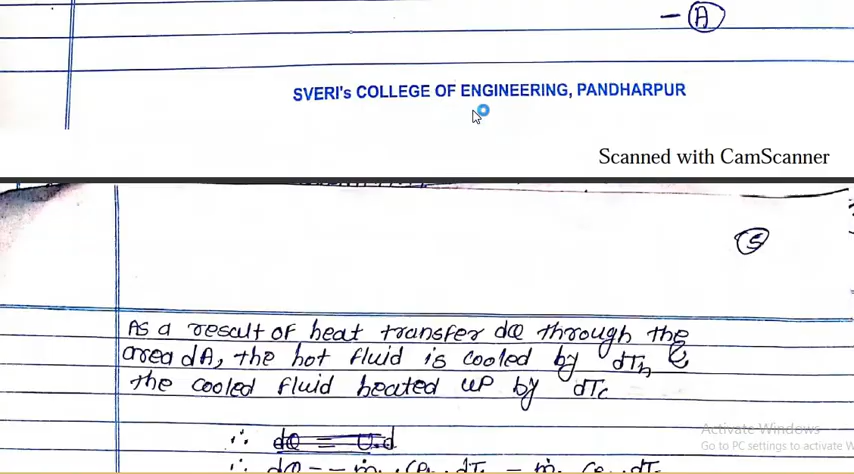 – A
SVERI's COLLEGE OF ENGINEERING, PANDHARPUR
Scanned with CamScanner
5
As a result of heat transfer dQ through the
area dA, the hot fluid is cooled by dTh &
the cooled fluid heated up by dTc
∴ dQ = U.d
∴ dQ = - ṁ
Activate Windows
Go to PC settings to activate W